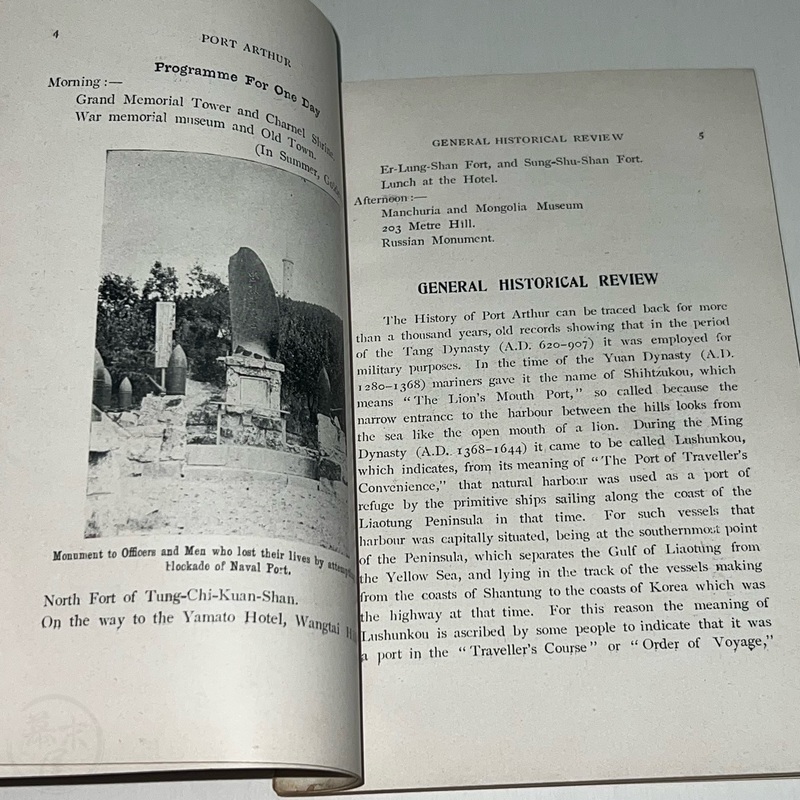 4
PORT ARTHUR
Programme For One Day
Morning :—
Grand Memorial Tower and Charnel Shrine.
War memorial museum and Old Town.
(In Summer,
Monument to Officers and Men who lost their lives by
Blockade of Naval Port.
North Fort of Tung-Chi-Kuan-Shan.
On the way to the Yamato Hotel, Wangtai
GENERAL HISTORICAL REVIEW 5
Er-Lung-Shan Fort, and Sung-Shu-Shan Fort.
Lunch at the Hotel.
Afternoon :—
Manchuria and Mongolia Museum
203 Metre Hill.
Russian Monument.
GENERAL HISTORICAL REVIEW
The History of Port Arthur can be traced back for more
than a thousand years, old records showing that in the period
of the Tang Dynasty (A.D. 620–907) it was employed for
military purposes. In the time of the Yuan Dynasty (A.D.
1280–1368) mariners gave it the name of Shihtzukou, which
means “The Lion's Mouth Port,” so called because the
narrow entrance to the harbour between the hills looks from
the sea like the open mouth of a lion. During the Ming
Dynasty (A.D. 1368–1644) it came to be called Lushunkou,
which indicates, from its meaning of “The Port of Traveller's
Convenience,” that natural harbour was used as a port of
refuge by the primitive ships sailing along the coast of the
Liaotung Peninsula in that time. For such vessels that
harbour was capitally situated, being at the southernmost point
of the Peninsula, which separates the Gulf of Liaotung from
the Yellow Sea, and lying in the track of the vessels making
from the coasts of Shantung to the coasts of Korea which was
the highway at that time. For this reason the meaning of
Lushunkou is ascribed by some people to indicate that it was
a port in the “Traveller's Course” or “Order of Voyage,”